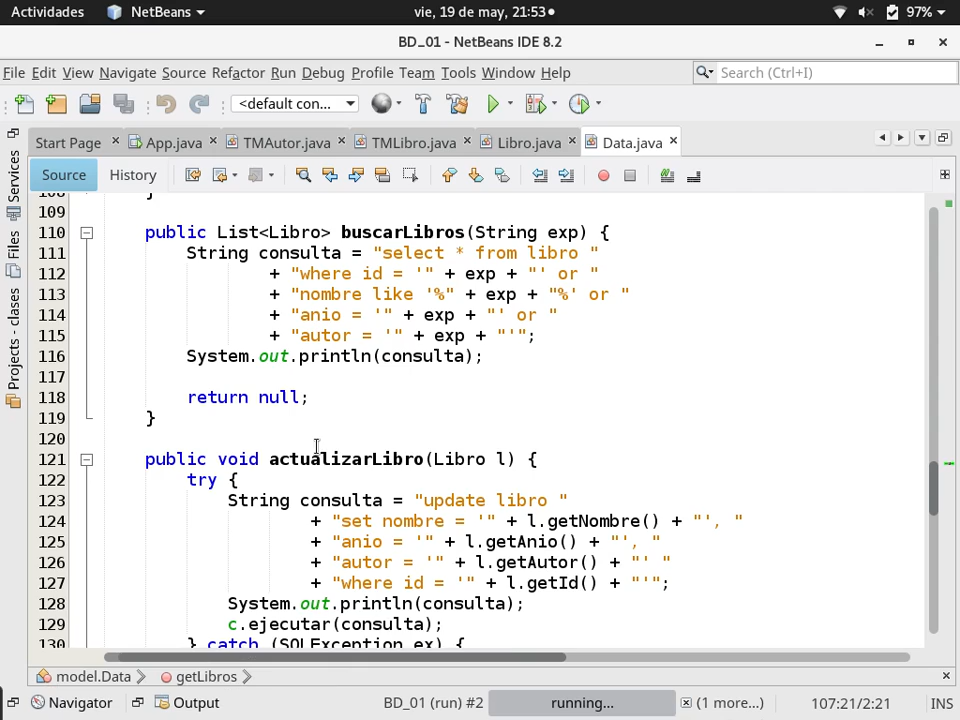 Actividades NetBeans vie, 19 de may, 21:53 97%
BD_01 - NetBeans IDE 8.2
File Edit View Navigate Source Refactor Run Debug Profile Team Tools Window Help Search (Ctrl+I)
<default con...
Start Page App.java TMAutor.java TMLibro.java Libro.java Data.java
Source History
Services
Files
Projects - clases
109
110 public List<Libro> buscarLibros(String exp) {
111 String consulta = "select * from libro "
112 + "where id = '" + exp + "' or "
113 + "nombre like '%" + exp + "%' or "
114 + "anio = '" + exp + "' or "
115 + "autor = '" + exp + "'";
116 System.out.println(consulta);
117
118 return null;
119 }
120
121 public void actualizarLibro(Libro l) {
122 try {
123 String consulta = "update libro "
124 + "set nombre = '" + l.getNombre() + "', "
125 + "anio = '" + l.getAnio() + "', "
126 + "autor = '" + l.getAutor() + "' "
127 + "where id = '" + l.getId() + "'";
128 System.out.println(consulta);
129 c.ejecutar(consulta);
130 } catch (SQLException ex) {
model.Data getLibros
Navigator Output BD_01 (run) #2 running... (1 more...) 107:21/2:21 INS